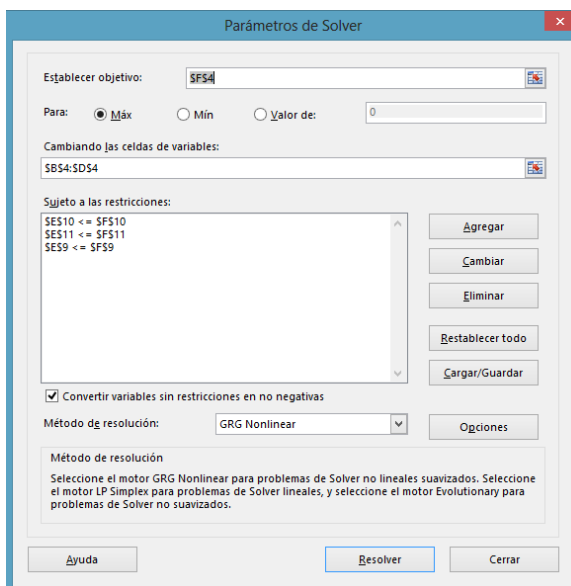 Parámetros de Solver
Establecer objetivo: $F$4
Para: Máx Mín Valor de: 0
Cambiando las celdas de variables:
$B$4:$D$4
Sujeto a las restricciones:
$E$10 <= $F$10
$E$11 <= $F$11
$E$9 <= $F$9
Agregar
Cambiar
Eliminar
Restablecer todo
Cargar/Guardar
Convertir variables sin restricciones en no negativas
Método de resolución: GRG Nonlinear Opciones
Método de resolución
Seleccione el motor GRG Nonlinear para problemas de Solver no lineales suavizados. Seleccione
el motor LP Simplex para problemas de Solver lineales, y seleccione el motor Evolutionary para
problemas de Solver no suavizados.
Ayuda Resolver Cerrar